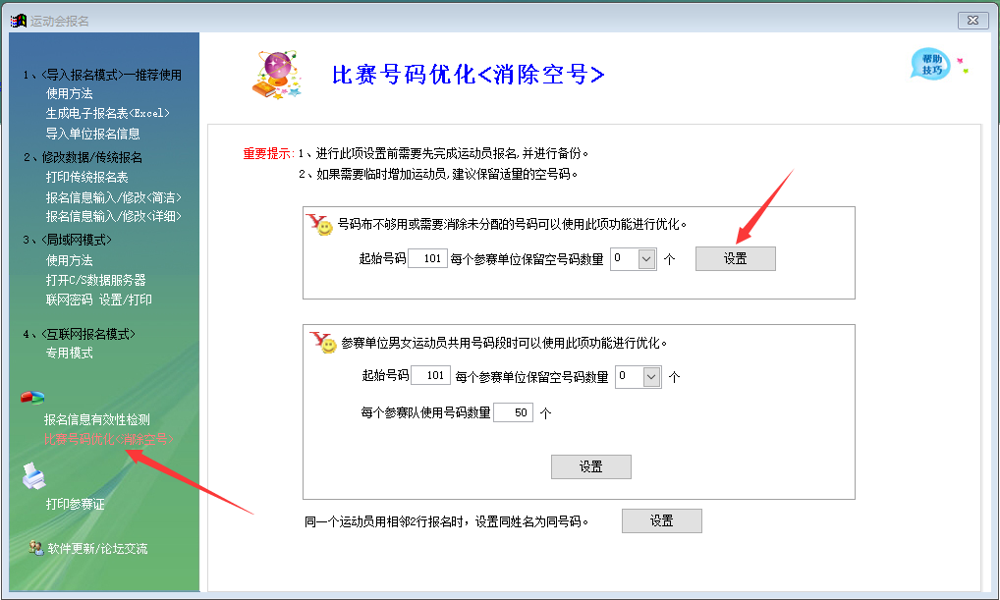 运动会报名
1、<导入报名模式>--推荐使用
使用方法
生成电子报名表<Excel>
导入单位报名信息
2、修改数据/传统报名
打印传统报名表
报名信息输入/修改<简洁>
报名信息输入/修改<详细>
3、<局域网模式>
使用方法
打开C/S数据服务器
联网密码 设置/打印
4、<互联网报名模式>
专用模式
报名信息有效性检测
比赛号码优化<消除空号>
打印参赛证
软件更新/论坛交流
比赛号码优化<消除空号>
帮助
技巧
重要提示: 1、进行此项设置前需要先完成运动员报名,并进行备份。
2、如果需要临时增加运动员,建议保留适量的空号码。
号码布不够用或需要消除未分配的号码可以使用此项功能进行优化。
起始号码 101 每个参赛单位保留空号码数量 0 个 设置
参赛单位男女运动员共用号码段时可以使用此项功能进行优化。
起始号码 101 每个参赛单位保留空号码数量 0 个
每个参赛队使用号码数量 50 个
设置
同一个运动员用相邻2行报名时，设置同姓名为同号码。 设置